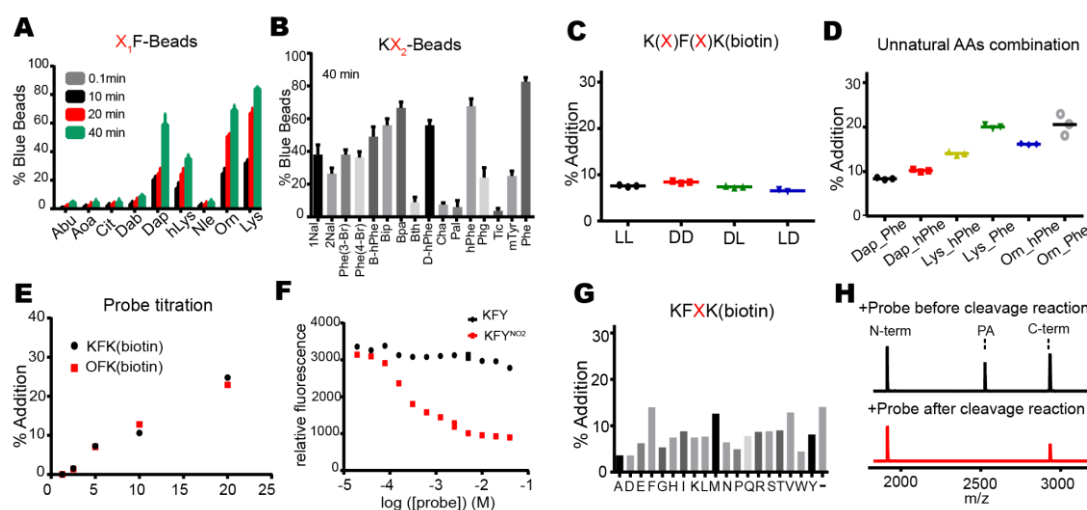 A
X₁F-Beads
% Blue Beads
100
80
60
40
20
0
0.1min
10 min
20 min
40 min
Abu
Aoa
Cit
Dab
Dap
hLys
Nle
Orn
Lys
B
KX₂-Beads
40 min
% Blue Beads
100
80
60
40
20
0
1Nal
2Nal
Phe(3-Br)
Phe(4-Br)
B-hPhe
Bip
Bpa
Bth
D-hPhe
Cha
Pal
hPhe
Phg
Tic
mTyr
Phe
C
K(X)F(X)K(biotin)
% Addition
30
20
10
0
LL
DD
DL
LD
D
Unnatural AAs combination
% Addition
30
20
10
0
Dap_Phe
Dap_hPhe
Lys_hPhe
Lys_Phe
Orn_hPhe
Orn_Phe
E
Probe titration
% Addition
40
30
20
10
0
KFK(biotin)
OFK(biotin)
0 5 10 15 20 25
F
relative fluorescence
4000
3000
2000
1000
0
KFY
KFY^NO2
-5 -4 -3 -2 -1 0
log ([probe]) (M)
G
KFXK(biotin)
% Addition
30
20
10
0
A D E F G H I K L M N P Q R S T V W Y -
H
+Probe before cleavage reaction
N-term PA C-term
+Probe after cleavage reaction
2000 2500 3000
m/z